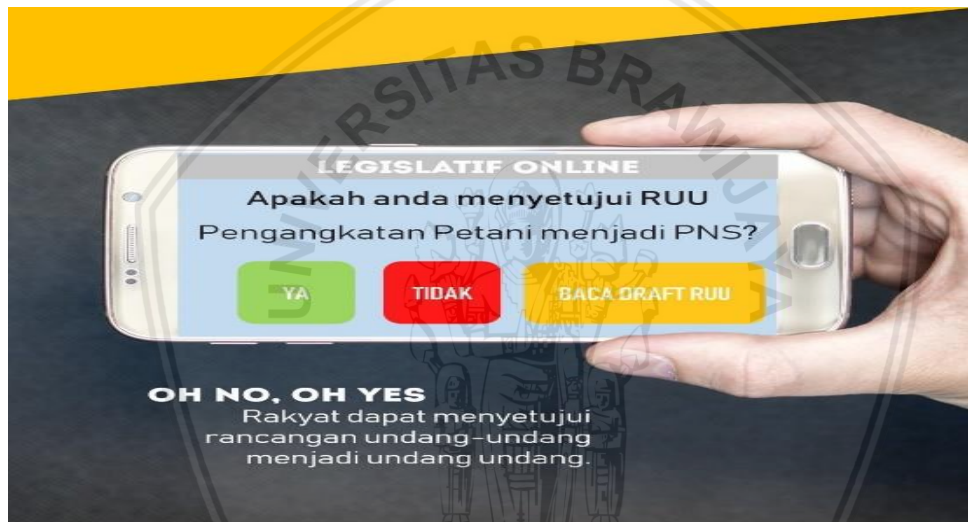 UNIVERSITAS BRAWIJAYA
LEGISLATIF ONLINE
Apakah anda menyetujui RUU
Pengangkatan Petani menjadi PNS?
YA
TIDAK
BACA DRAFT RUU
OH NO, OH YES
Rakyat dapat menyetujui
rancangan undang-undang
menjadi undang undang.